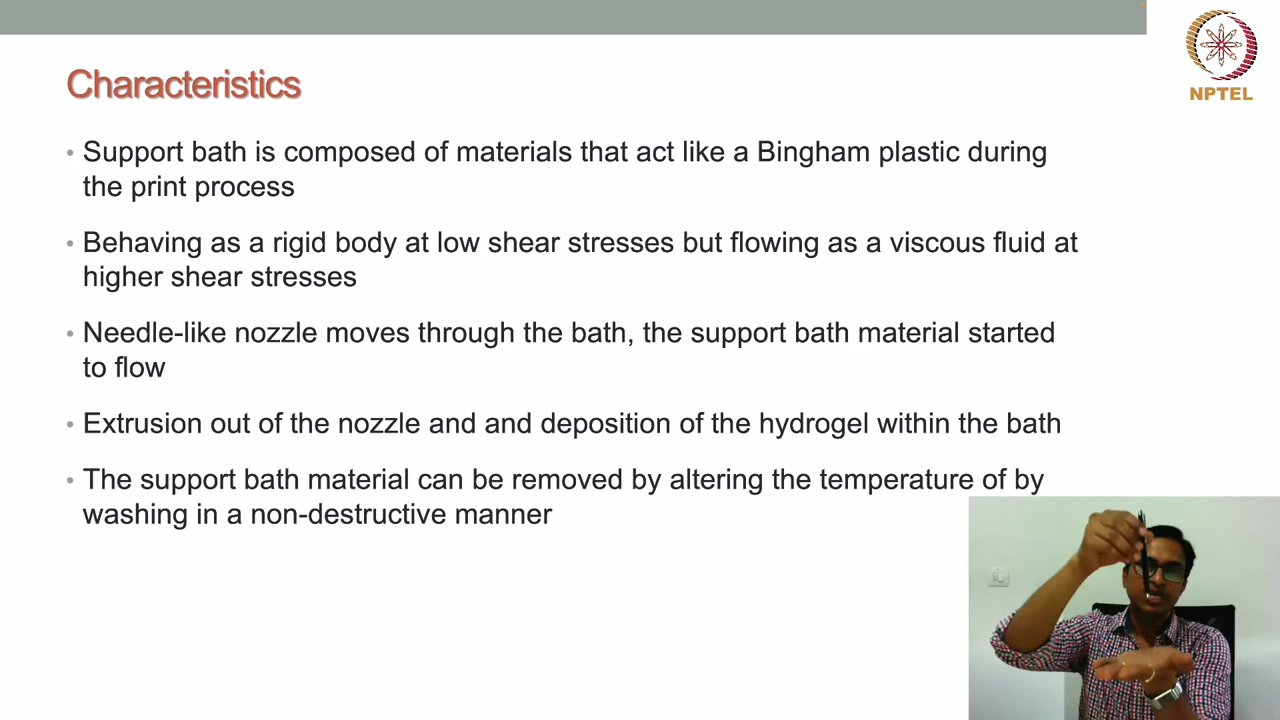 Characteristics
NPTEL
• Support bath is composed of materials that act like a Bingham plastic during
the print process
• Behaving as a rigid body at low shear stresses but flowing as a viscous fluid at
higher shear stresses
• Needle-like nozzle moves through the bath, the support bath material started
to flow
• Extrusion out of the nozzle and and deposition of the hydrogel within the bath
• The support bath material can be removed by altering the temperature of by
washing in a non-destructive manner